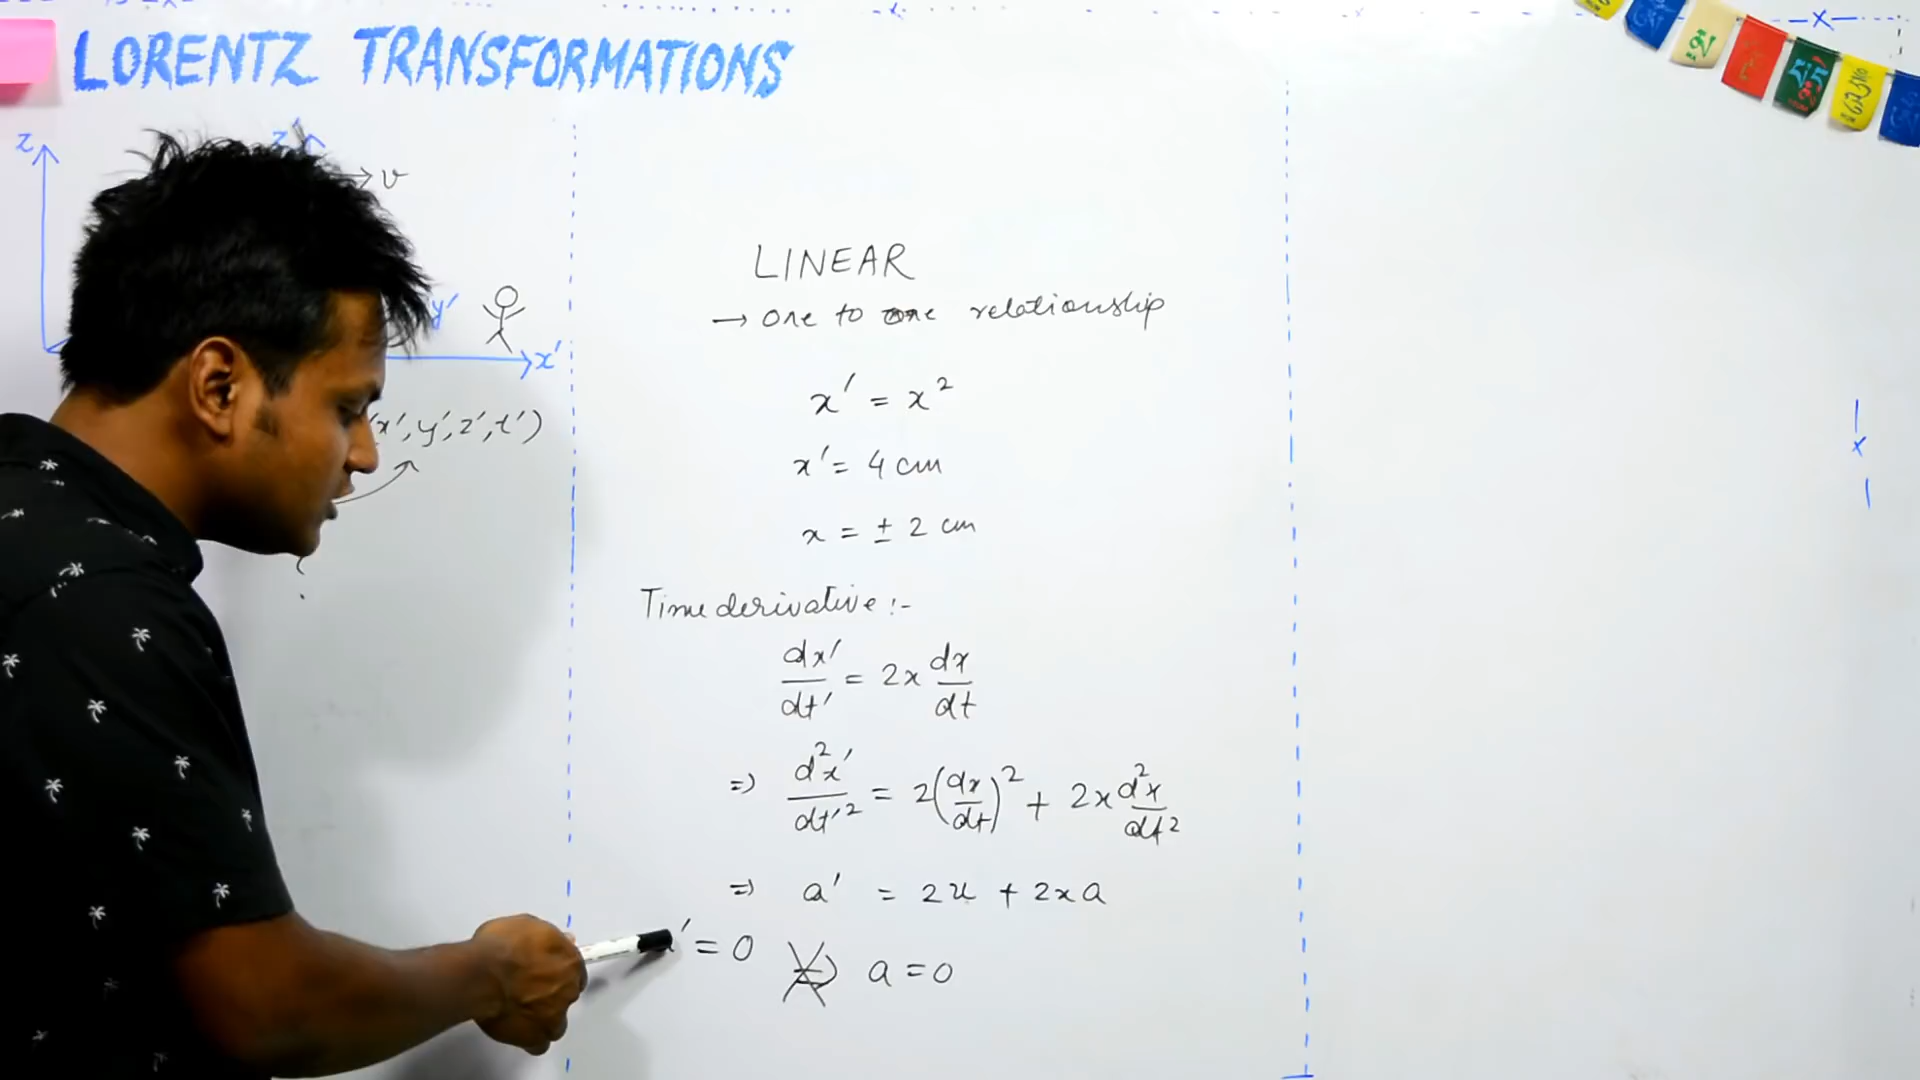 LORENTZ TRANSFORMATIONS
z
z'
→ v
y'
x'
x', y', z', t')
LINEAR
→ one to one relationship
x' = x²
x' = 4 cm
x = ± 2 cm
Time derivative :-
dx'/dt' = 2x dx/dt
⇒ d²x'/dt'² = 2(dx/dt)² + 2x d²x/dt²
⇒ a' = 2u + 2xa
' = 0 ⇒ a = 0
x
x